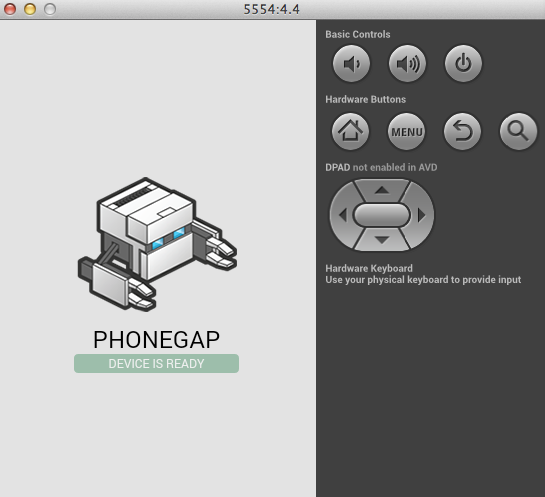 5554:4.4
Basic Controls
Hardware Buttons
MENU
DPAD not enabled in AVD
Hardware Keyboard
Use your physical keyboard to provide input
PHONEGAP
DEVICE IS READY